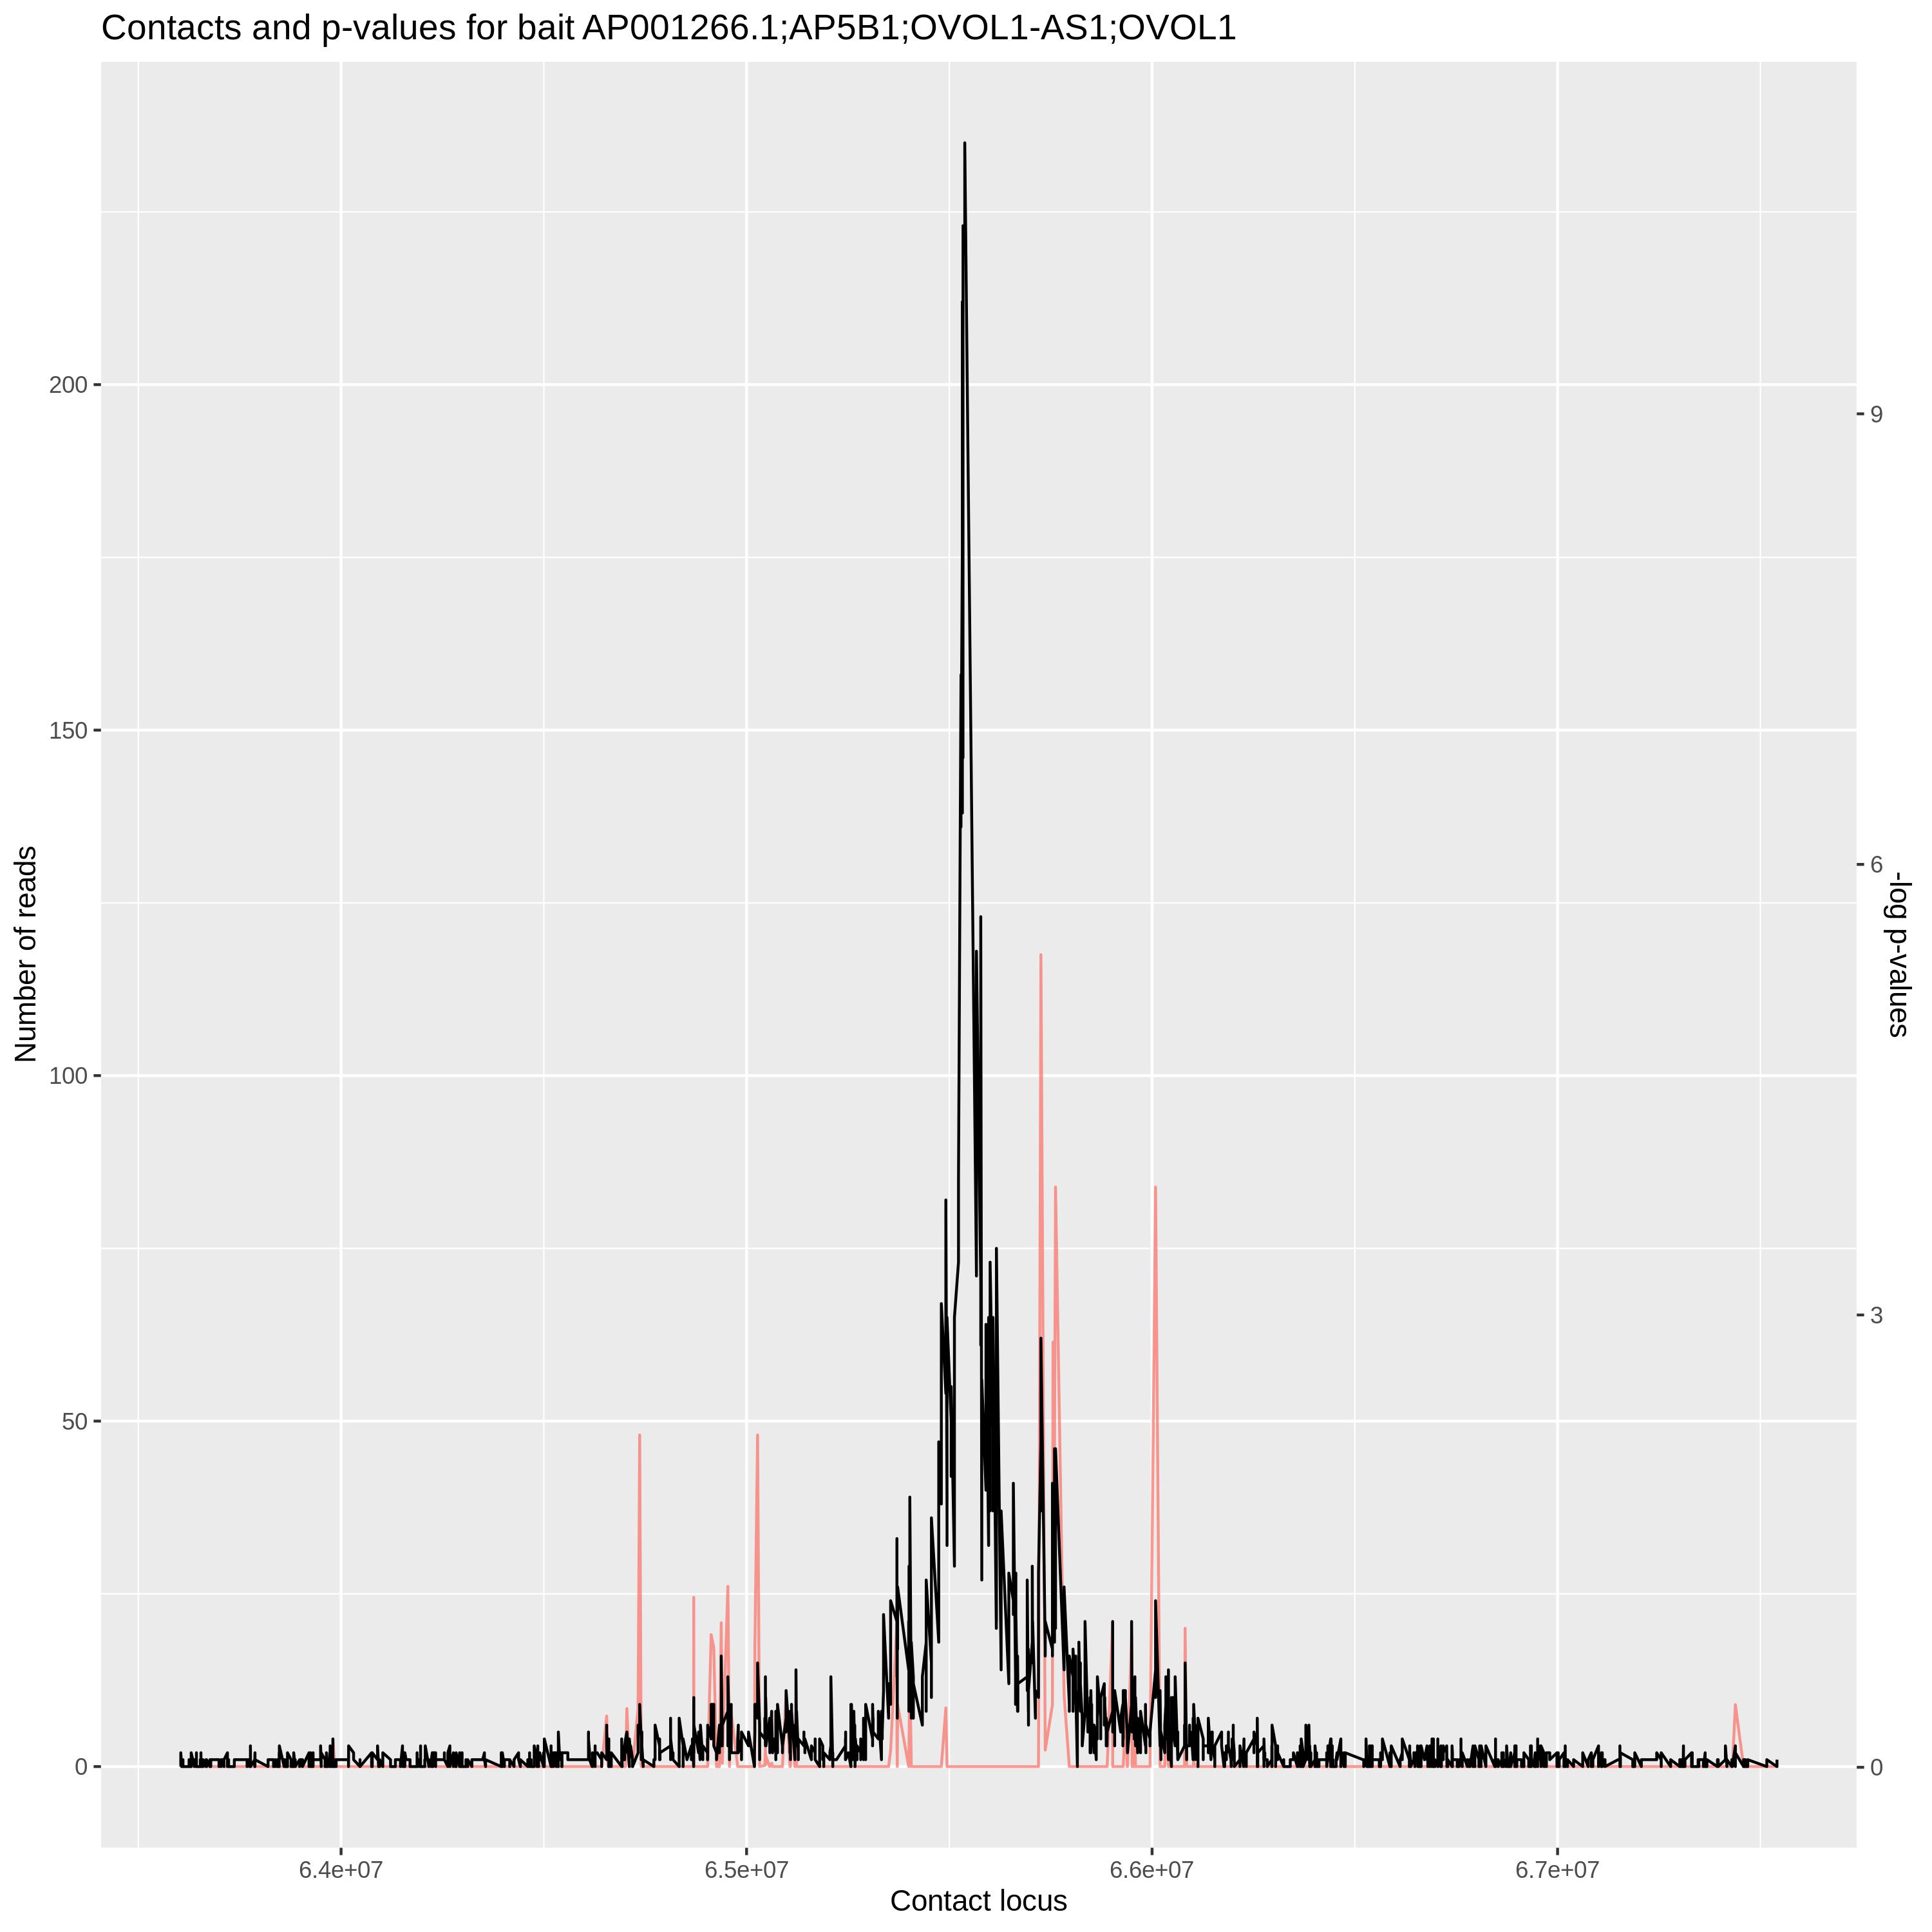 Contacts and p-values for bait AP001266.1;AP5B1;OVOL1-AS1;OVOL1
200
150
100
50
0
Number of reads
9
6
3
0
-log p-values
6.4e+07
6.5e+07
6.6e+07
6.7e+07
Contact locus